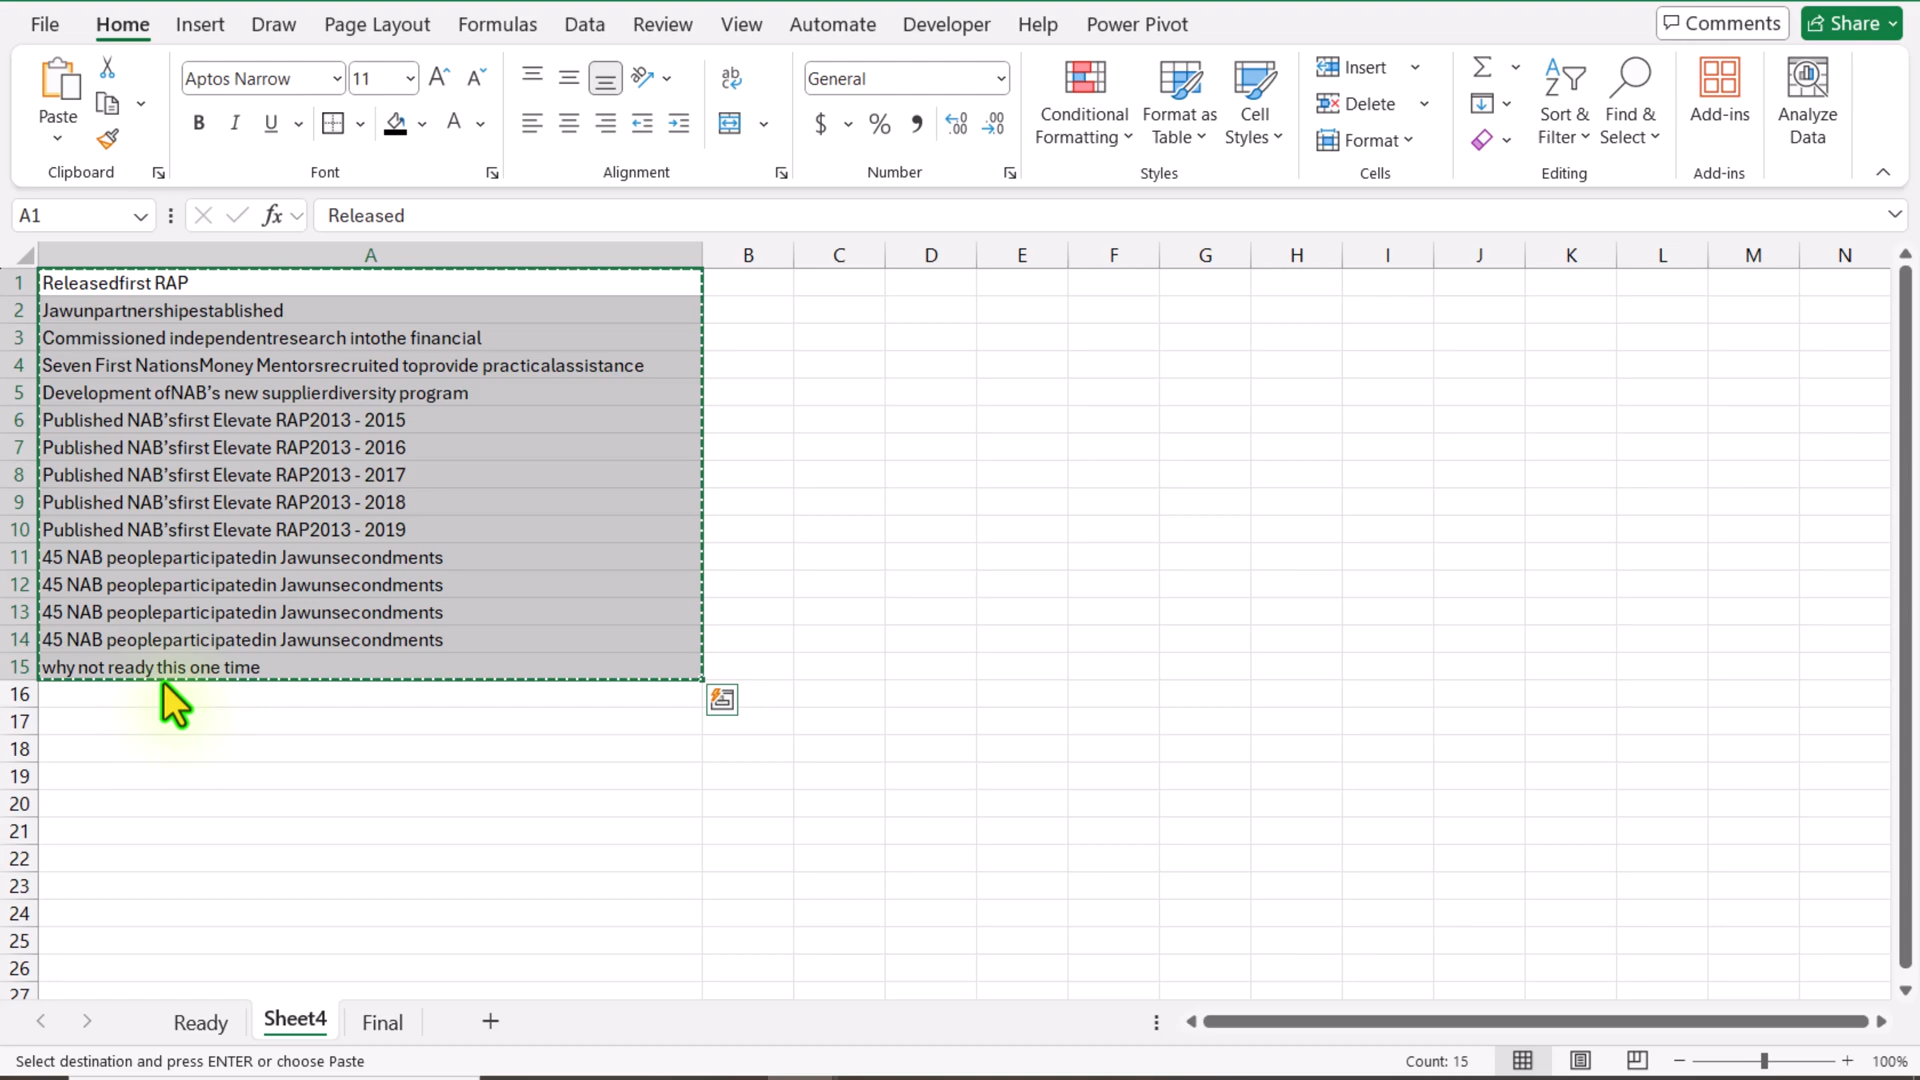 File Home Insert Draw Page Layout Formulas Data Review View Automate Developer Help Power Pivot Comments Share
Aptos Narrow 11 General Insert
Paste Conditional Formatting Format as Table Cell Styles Delete Sort & Filter Find & Select Add-ins Analyze Data
Format
Clipboard Font Alignment Number Styles Cells Editing Add-ins
A1 fx Released
A B C D E F G H I J K L M N
1 Releasedfirst RAP
2 Jawunpartnershipestablished
3 Commissioned independentresearch intothe financial
4 Seven First NationsMoney Mentorsrecruited toprovide practicalassistance
5 Development ofNAB’s new supplierdiversity program
6 Published NAB’sfirst Elevate RAP2013 - 2015
7 Published NAB’sfirst Elevate RAP2013 - 2016
8 Published NAB’sfirst Elevate RAP2013 - 2017
9 Published NAB’sfirst Elevate RAP2013 - 2018
10 Published NAB’sfirst Elevate RAP2013 - 2019
11 45 NAB peopleparticipatedin Jawunsecondments
12 45 NAB peopleparticipatedin Jawunsecondments
13 45 NAB peopleparticipatedin Jawunsecondments
14 45 NAB peopleparticipatedin Jawunsecondments
15 why not ready this one time
16
17
18
19
20
21
22
23
24
25
26
27
Ready Sheet4 Final
Select destination and press ENTER or choose Paste Count: 15 100%